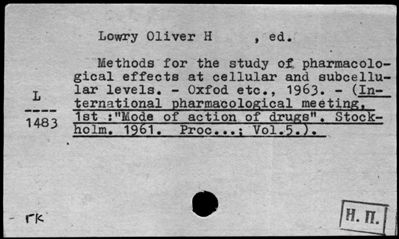 Lowry Oliver H , ed.
Methods for the study of pharmacolo-
gical effects at cellular and subcellu-
lar levels. - Oxfod etc., 1963. - (In-
ternational pharmacological meeting,
1st :"Mode of action of drugs". Stock-
holm. 1961. Proc...; Vol.5.).
L
1483
- гк
Н. П.